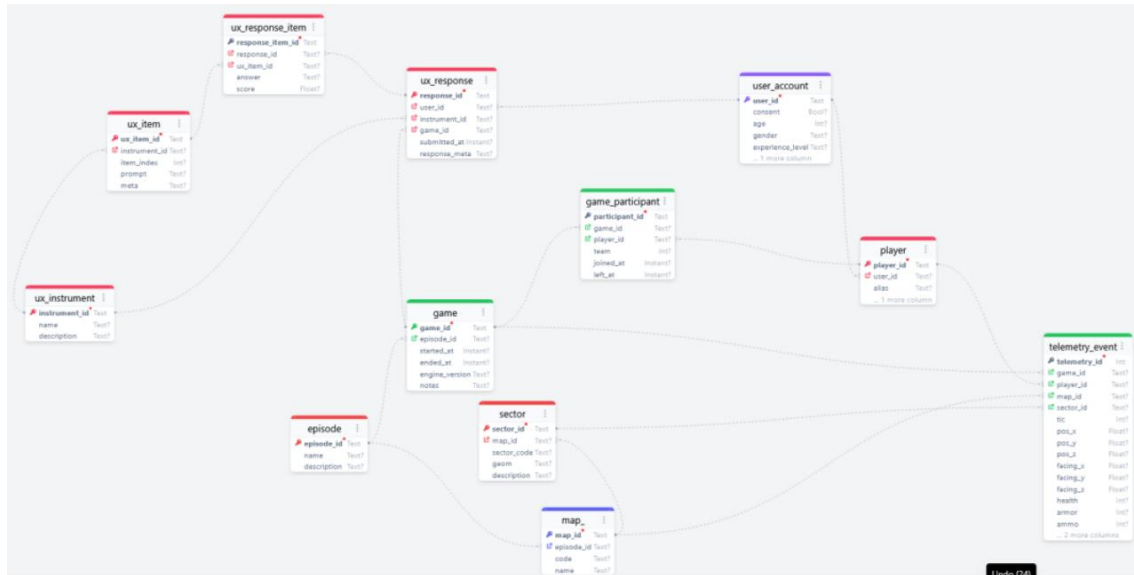 ux_response_item
response_item_id* Text
response_id Text?
ux_item_id Text?
answer Text?
score Float?
ux_response
response_id* Text
user_id Text?
instrument_id Text?
game_id Text?
submitted_at Instant?
response_meta Text?
user_account
user_id* Text
consent Bool?
age Int?
gender Text?
experience_level Text?
... 1 more column
ux_item
ux_item_id* Text
instrument_id Text?
item_index Int?
prompt Text?
meta Text?
game_participant
participant_id* Text
game_id Text?
player_id Text?
team Int?
joined_at Instant?
left_at Instant?
player
player_id* Text
user_id Text?
alias Text?
... 1 more column
ux_instrument
instrument_id* Text
name Text?
description Text?
game
game_id* Text
episode_id Text?
started_at Instant?
ended_at Instant?
engine_version Text?
notes Text?
telemetry_event
telemetry_id* Int
game_id Text?
player_id Text?
map_id Text?
sector_id Text?
tic Int?
pos_x Float?
pos_y Float?
pos_z Float?
facing_x Float?
facing_y Float?
facing_z Float?
health Int?
armor Int?
ammo Int?
... 2 more columns
episode
episode_id* Text
name Text?
description Text?
sector
sector_id* Text
map_id Text?
sector_code Text?
geom Text?
description Text?
map_
map_id* Text
episode_id Text?
code Text?
name Text?
Undo (24)